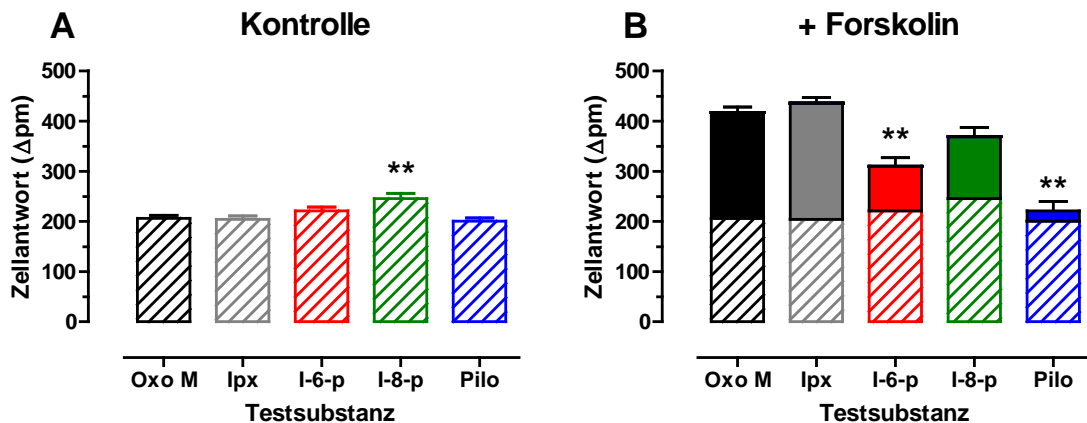 A Kontrolle
Zellantwort (Δpm)
500
400
300
200
100
0
**
Oxo M Ipx I-6-p I-8-p Pilo
Testsubstanz
B + Forskolin
Zellantwort (Δpm)
500
400
300
200
100
0
**
**
Oxo M Ipx I-6-p I-8-p Pilo
Testsubstanz